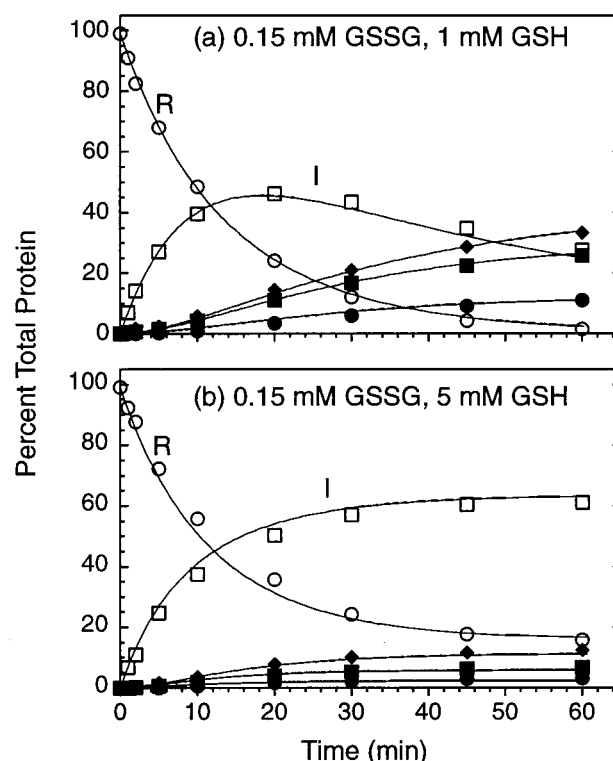 (a) 0.15 mM GSSG, 1 mM GSH
100
80
60
40
20
0
R
I
(b) 0.15 mM GSSG, 5 mM GSH
100
80
60
40
20
0
R
I
0 10 20 30 40 50 60
Time (min)
Percent Total Protein